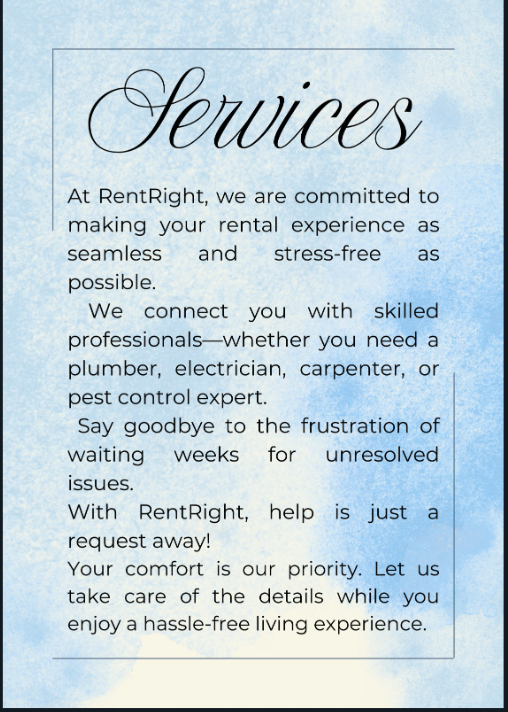 Services
At RentRight, we are committed to
making your rental experience as
seamless and stress-free as
possible.
We connect you with skilled
professionals—whether you need a
plumber, electrician, carpenter, or
pest control expert.
Say goodbye to the frustration of
waiting weeks for unresolved
issues.
With RentRight, help is just a
request away!
Your comfort is our priority. Let us
take care of the details while you
enjoy a hassle-free living experience.